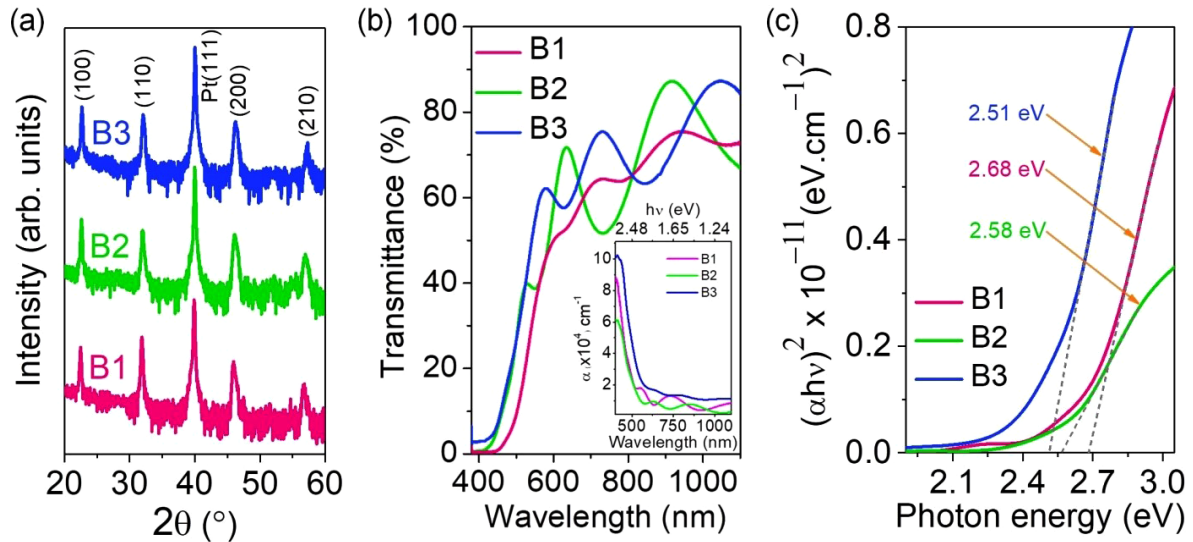 (a)
Intensity (arb. units)
(100)
(110)
Pt(111)
(200)
(210)
B3
B2
B1
20 30 40 50 60
2θ (°)
(b)
Transmittance (%)
100
80
60
40
20
0
B1
B2
B3
hν (eV)
2.48 1.65 1.24
α x10⁴ cm⁻¹
10
8
6
4
2
B1
B2
B3
500 750 1000
Wavelength (nm)
400 600 800 1000
Wavelength (nm)
(c)
(αhν)² x 10⁻¹¹ (eV.cm⁻¹)²
0.8
0.6
0.4
0.2
0.0
2.51 eV
2.68 eV
2.58 eV
B1
B2
B3
2.1 2.4 2.7 3.0
Photon energy (eV)